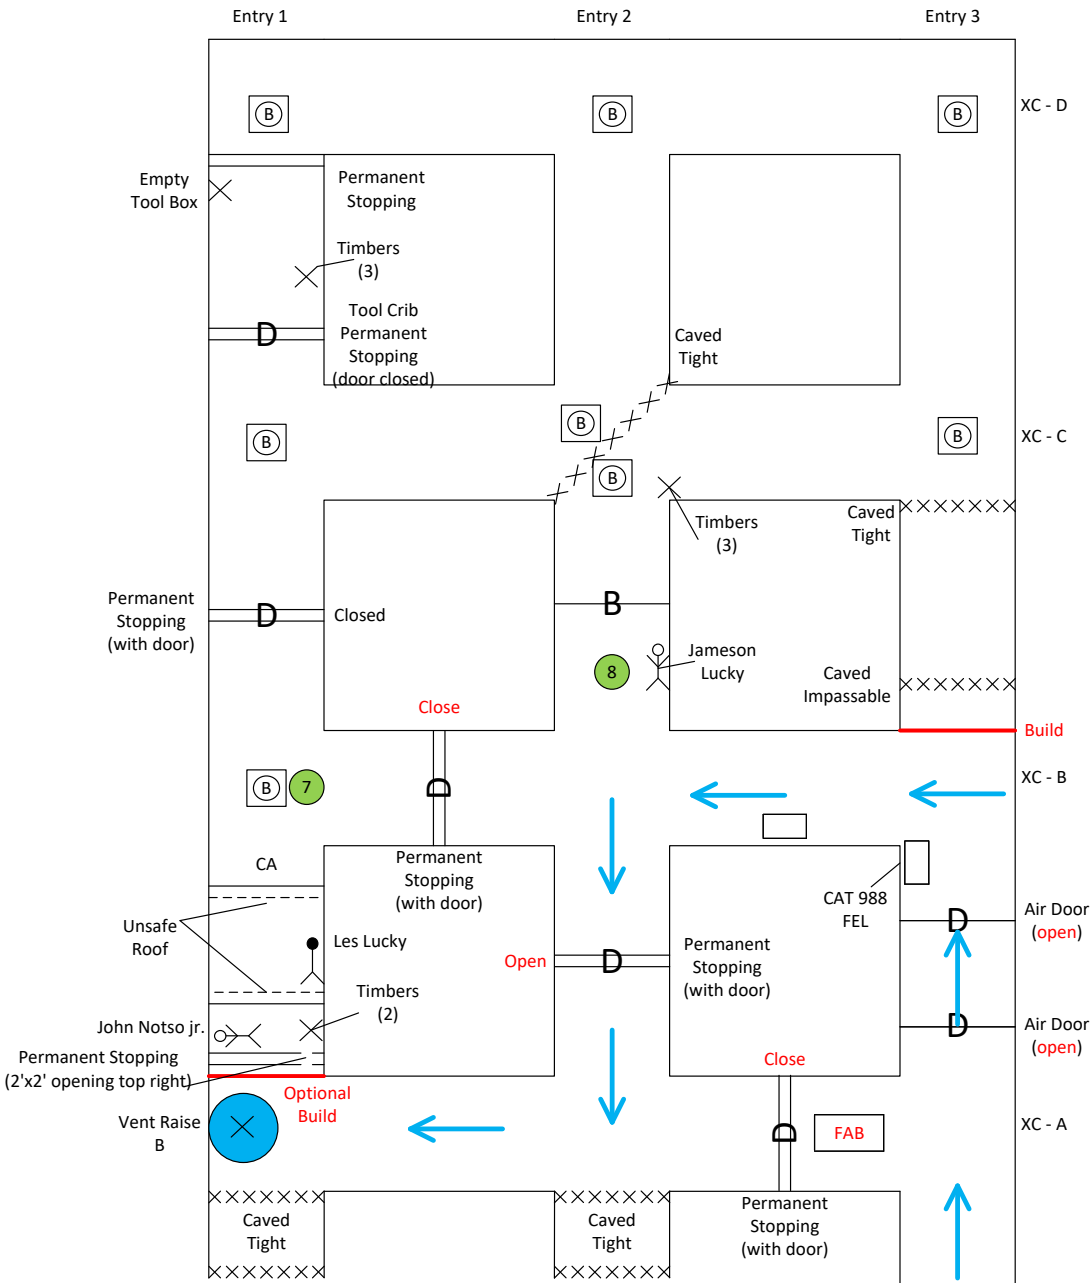 Entry 1
Entry 2
Entry 3
B
B
B
XC - D
Empty
Tool Box
Permanent
Stopping
Timbers
(3)
D
Tool Crib
Permanent
Stopping
(door closed)
Caved
Tight
B
B
B
B
XC - C
Timbers
(3)
Caved
Tight
Permanent
Stopping
(with door)
D
Closed
B
8
Jameson
Lucky
Caved
Impassable
Close
Build
B
7
D
XC - B
CA
Permanent
Stopping
(with door)
CAT 988
FEL
Unsafe
Roof
Les Lucky
Open
D
Permanent
Stopping
(with door)
D
Air Door
(open)
Timbers
(2)
John Notso jr.
D
Air Door
(open)
Permanent Stopping
(2'x2' opening top right)
Close
Optional
Build
Vent Raise
B
D
FAB
XC - A
Caved
Tight
Caved
Tight
Permanent
Stopping
(with door)